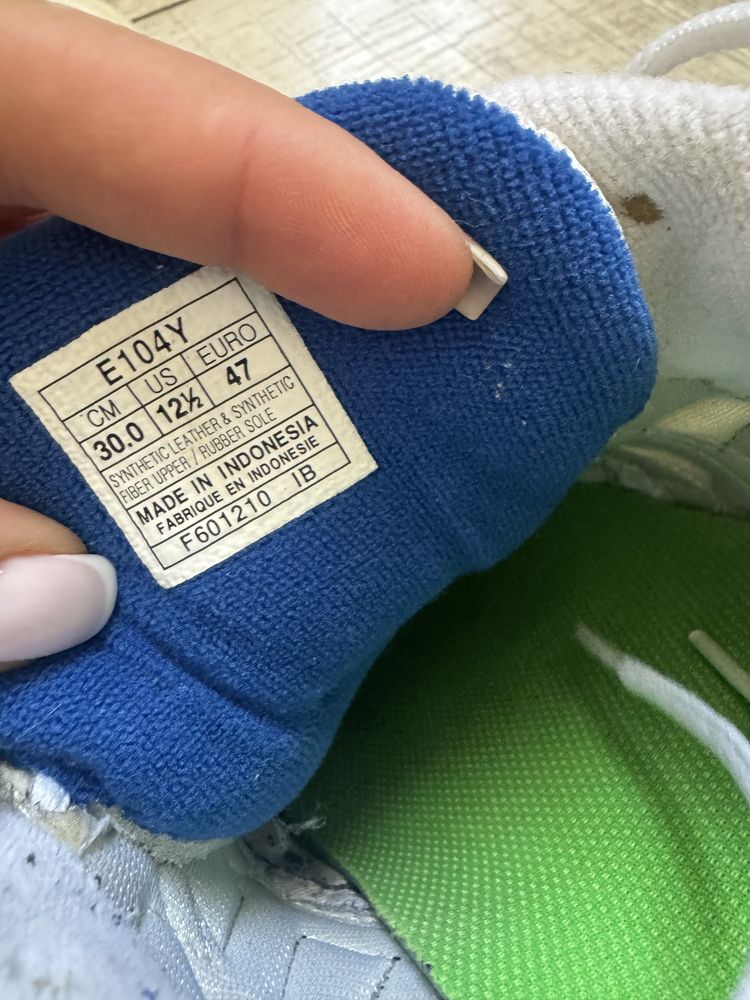 E104Y
CM US EURO
30.0 12½ 47
SYNTHETIC LEATHER & SYNTHETIC
FIBER UPPER / RUBBER SOLE
MADE IN INDONESIA
FABRIQUE EN INDONESIE
F601210 IB